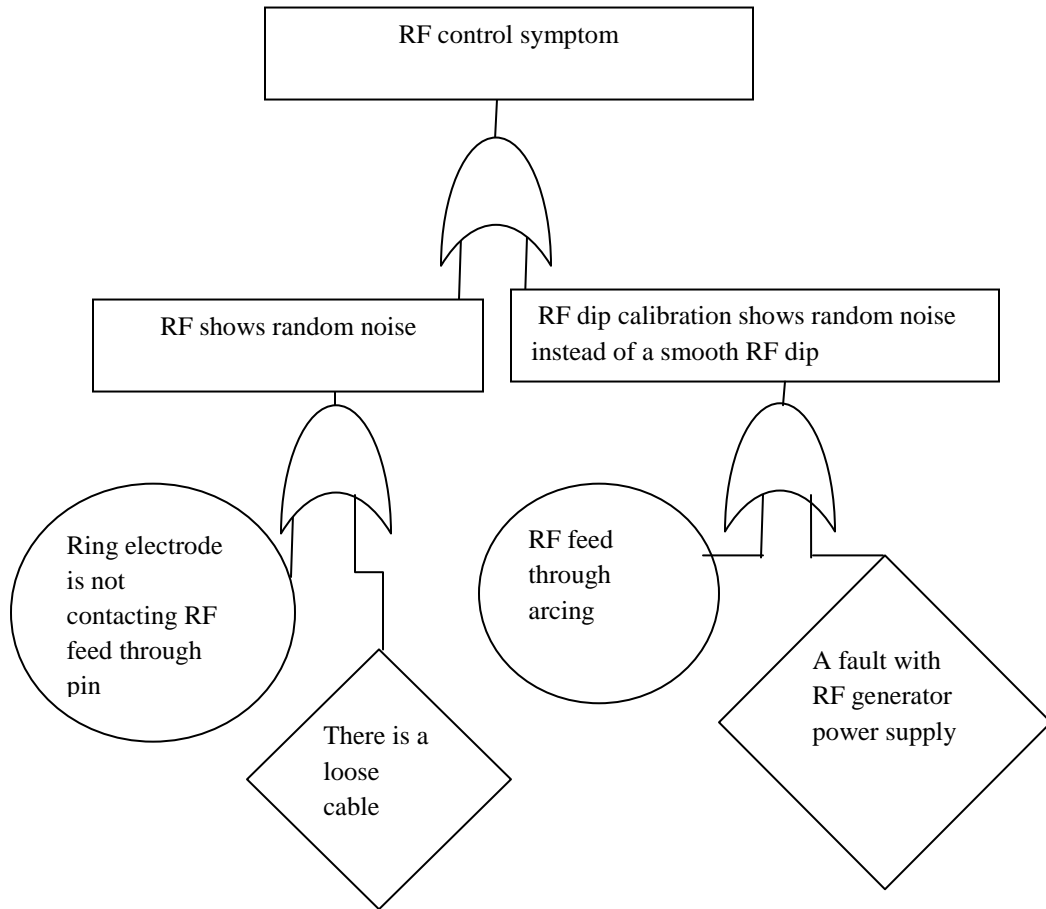 RF control symptom
RF shows random noise
RF dip calibration shows random noise
instead of a smooth RF dip
Ring electrode
is not
contacting RF
feed through
pin
There is a
loose
cable
RF feed
through
arcing
A fault with
RF generator
power supply